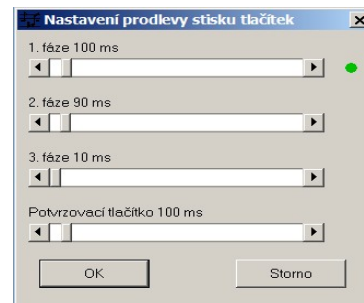 Nastavení prodlevy stisku tlačítek
1. fáze 100 ms
2. fáze 90 ms
3. fáze 10 ms
Potvrzovací tlačítko 100 ms
OK Storno